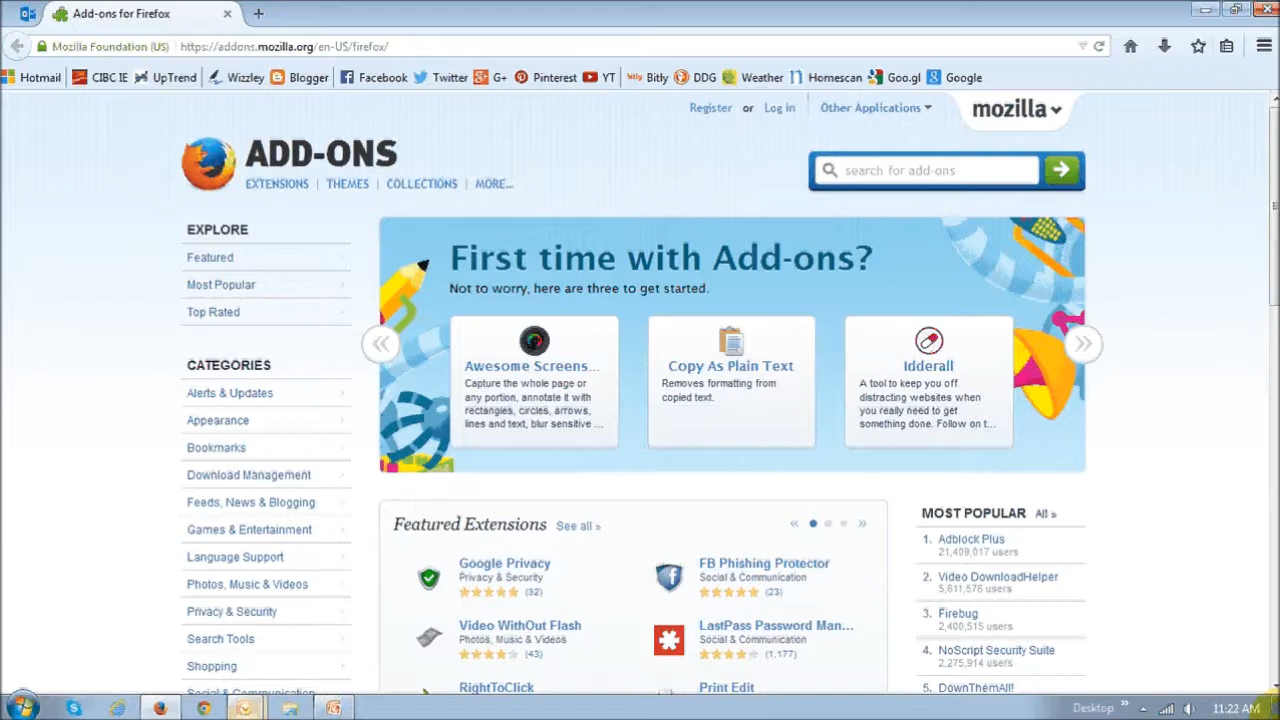 Add-ons for Firefox
Mozilla Foundation (US) https://addons.mozilla.org/en-US/firefox/
Hotmail CIBC IE UpTrend Wizzley Blogger Facebook Twitter G+ Pinterest YT Bitly DDG Weather Homescan Goo.gl Google
Register or Log in Other Applications mozilla
ADD-ONS
EXTENSIONS | THEMES | COLLECTIONS | MORE...
search for add-ons
EXPLORE
Featured
Most Popular
Top Rated
CATEGORIES
Alerts & Updates
Appearance
Bookmarks
Download Management
Feeds, News & Blogging
Games & Entertainment
Language Support
Photos, Music & Videos
Privacy & Security
Search Tools
Shopping
Social & Communication
First time with Add-ons?
Not to worry, here are three to get started.
Awesome Screens...
Capture the whole page or
any portion, annotate it with
rectangles, circles, arrows,
lines and text, blur sensitive ...
Copy As Plain Text
Removes formatting from
copied text.
Idderall
A tool to keep you off
distracting websites when
you really need to get
something done. Follow on t...
Featured Extensions See all »
Google Privacy
Privacy & Security
(32)
FB Phishing Protector
Social & Communication
(23)
Video WithOut Flash
Photos, Music & Videos
(43)
LastPass Password Man...
Social & Communication
(1,177)
RightToClick
Print Edit
MOST POPULAR All »
1. Adblock Plus
21,409,017 users
2. Video DownloadHelper
5,611,576 users
3. Firebug
2,400,515 users
4. NoScript Security Suite
2,275,914 users
5. DownThemAll!
Desktop » 11:22 AM